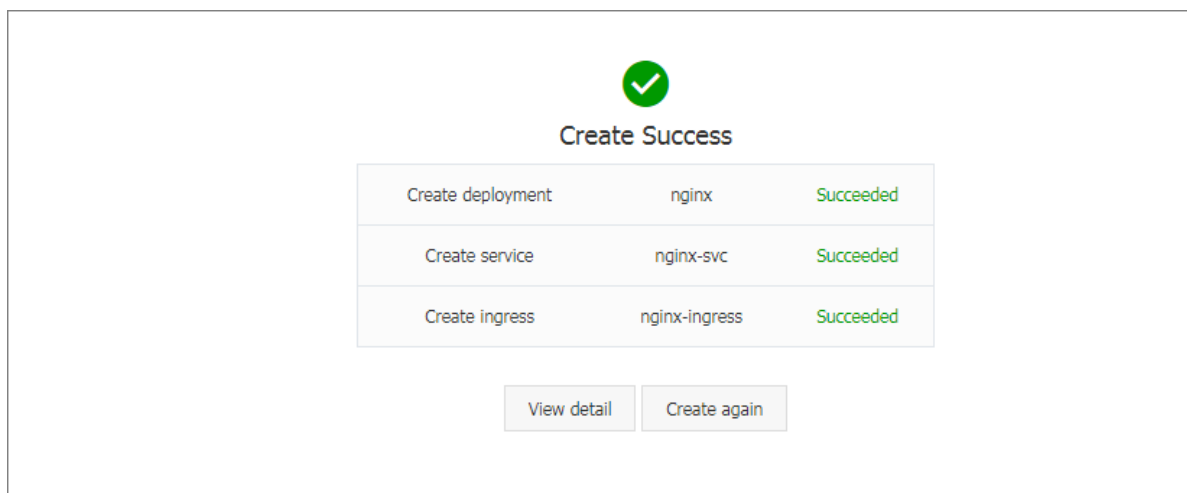 Create Success
Create deployment nginx Succeeded
Create service nginx-svc Succeeded
Create ingress nginx-ingress Succeeded
View detail Create again